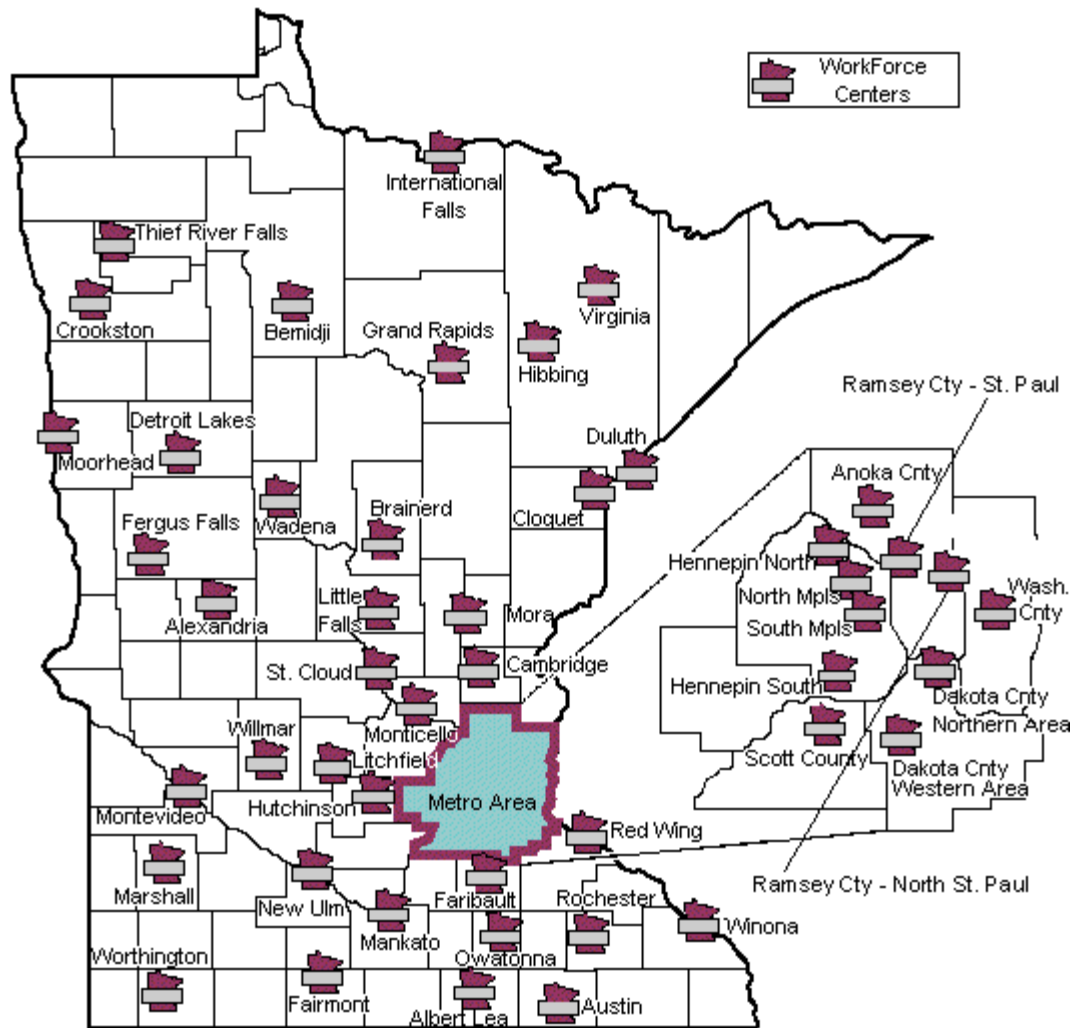 WorkForce
Centers
International
Falls
Thief River Falls
Crookston
Bemidji
Grand Rapids
Virginia
Hibbing
Ramsey Cty - St. Paul
Detroit Lakes
Moorhead
Duluth
Anoka Cnty
Cloquet
Wadena
Brainerd
Fergus Falls
Hennepin North
North Mpls
South Mpls
Wash.
Cnty
Little
Falls
Alexandria
Mora
St. Cloud
Cambridge
Hennepin South
Dakota Cnty
Northern Area
Willmar
Monticello
Litchfield
Scott County
Dakota Cnty
Western Area
Montevideo
Hutchinson
Metro Area
Red Wing
Marshall
New Ulm
Faribault
Rochester
Ramsey Cty - North St. Paul
Mankato
Owatonna
Winona
Worthington
Fairmont
Albert Lea
Austin